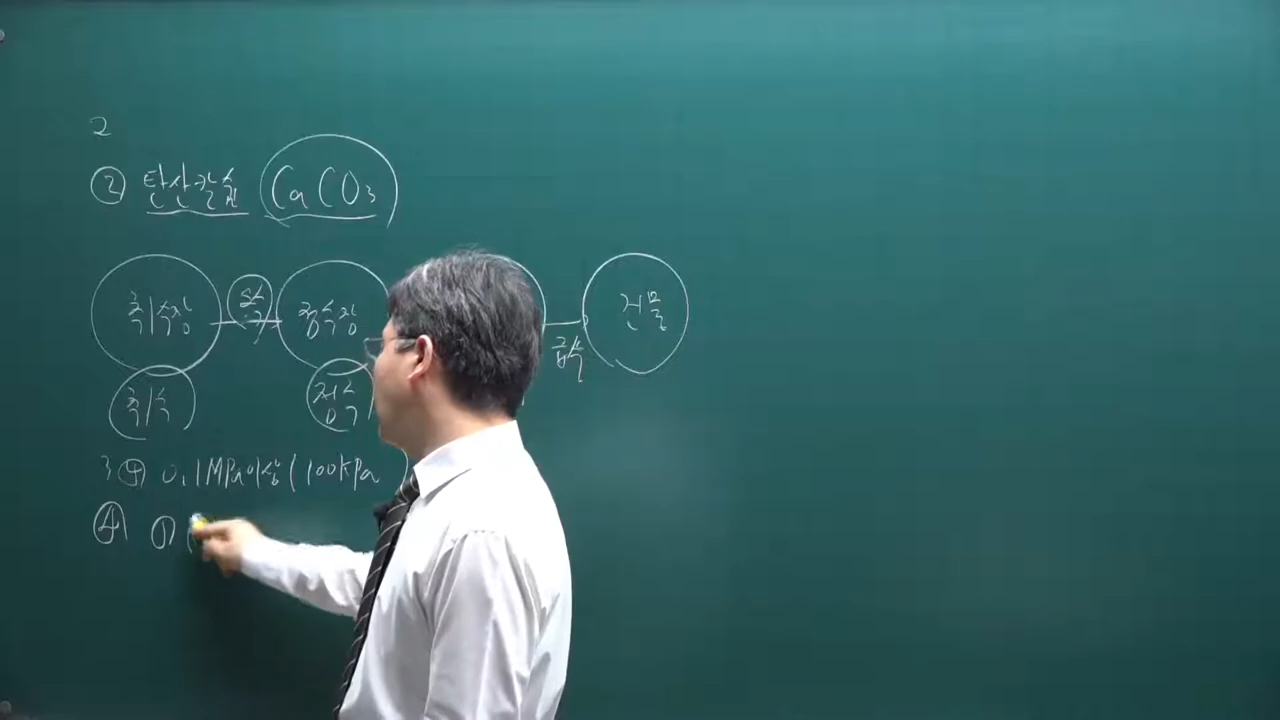 2
② 탄산칼슘 CaCO₃
취수장 도수 정수장 급수 건물
취수 정수
3 ④ 0.1MPa이상 (100kPa
④ ① (